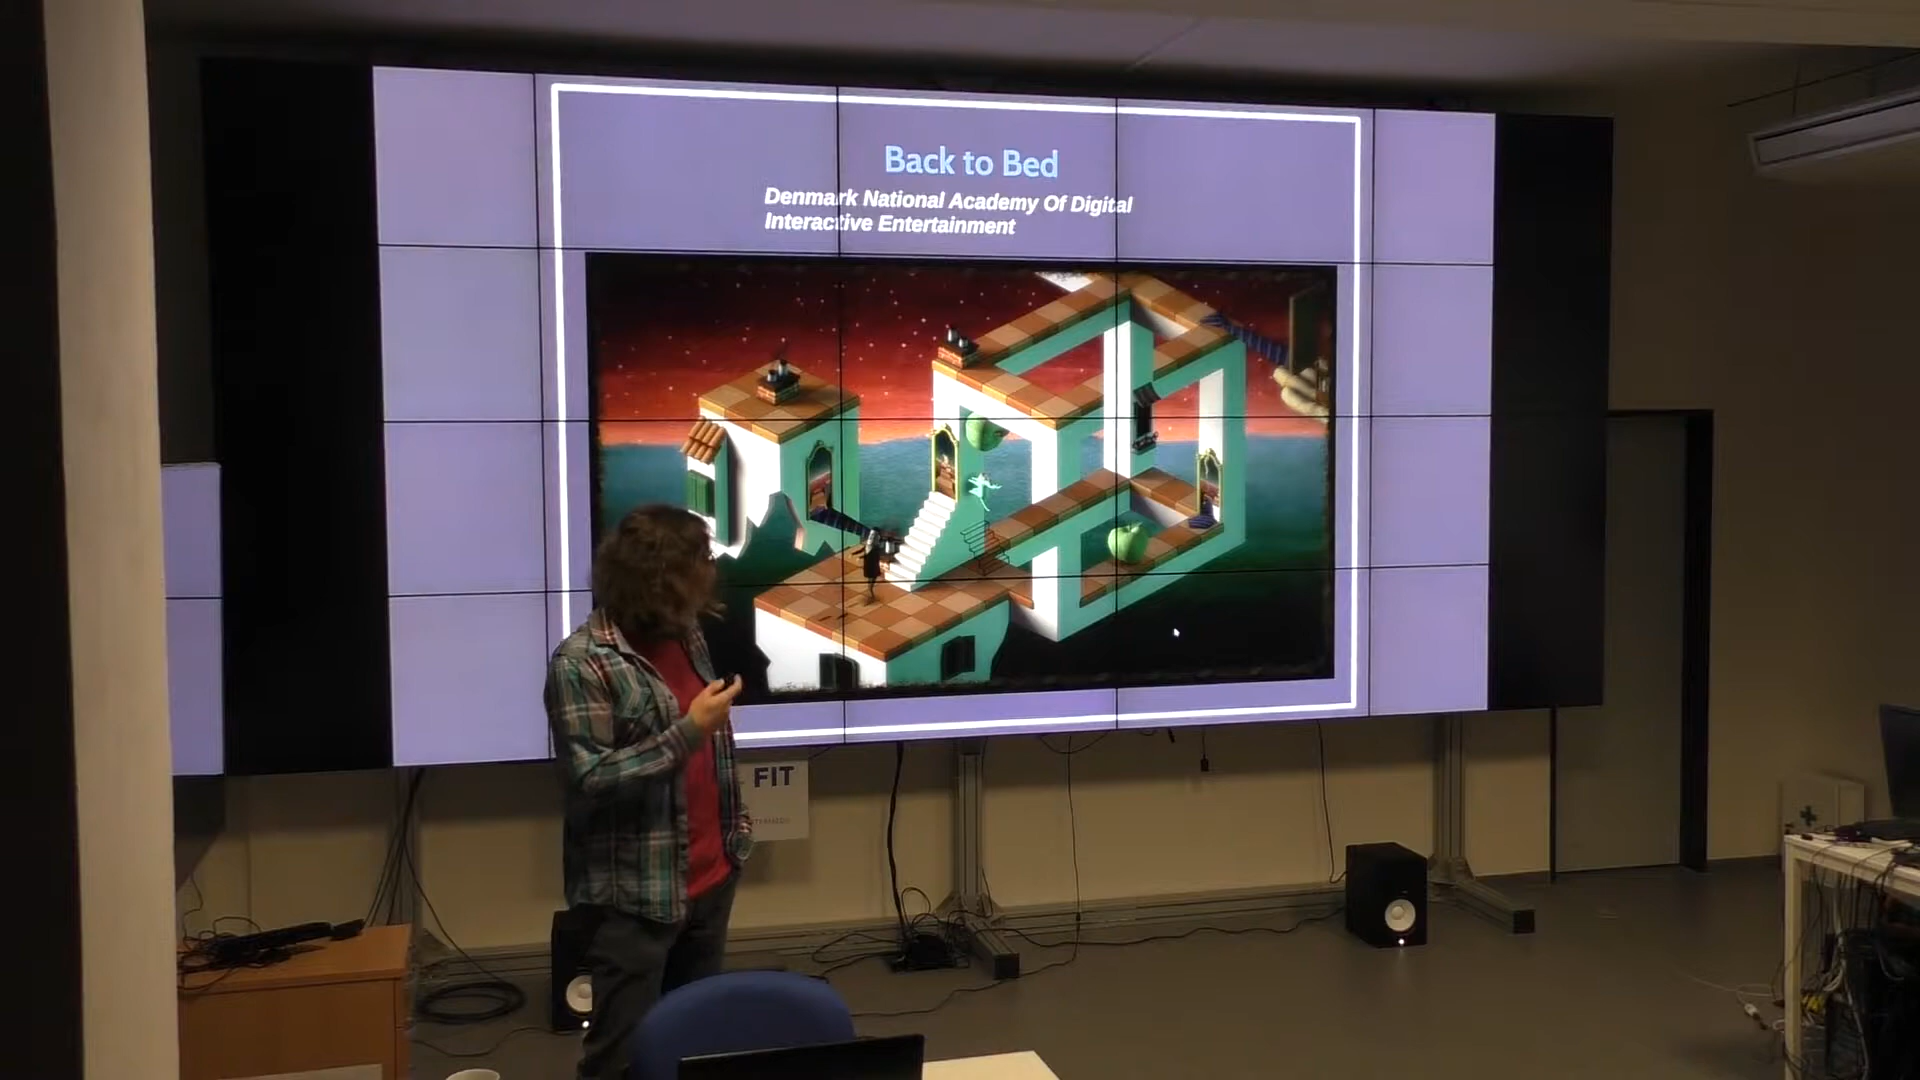 Back to Bed
Denmark National Academy Of Digital
Interactive Entertainment
FIT